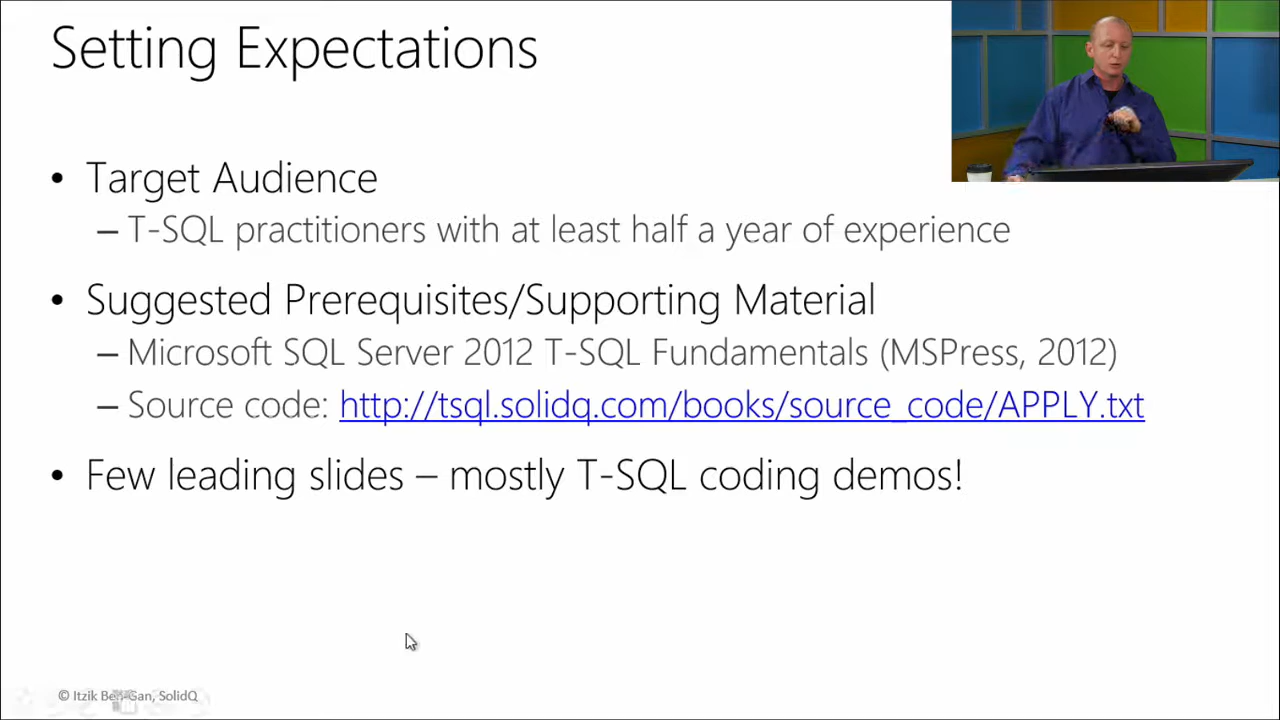 Setting Expectations
• Target Audience
– T-SQL practitioners with at least half a year of experience
• Suggested Prerequisites/Supporting Material
– Microsoft SQL Server 2012 T-SQL Fundamentals (MSPress, 2012)
– Source code: http://tsql.solidq.com/books/source_code/APPLY.txt
• Few leading slides – mostly T-SQL coding demos!
© Itzik Ben-Gan, SolidQ